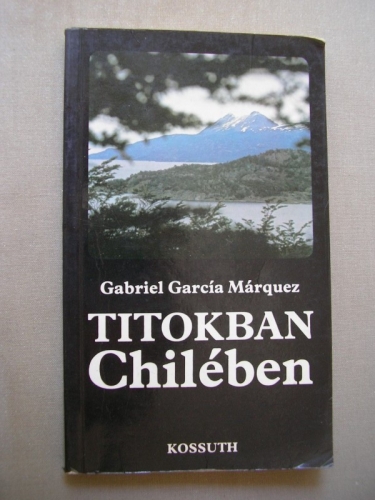 Gabriel García Márquez
TITOKBAN
Chilében
KOSSUTH